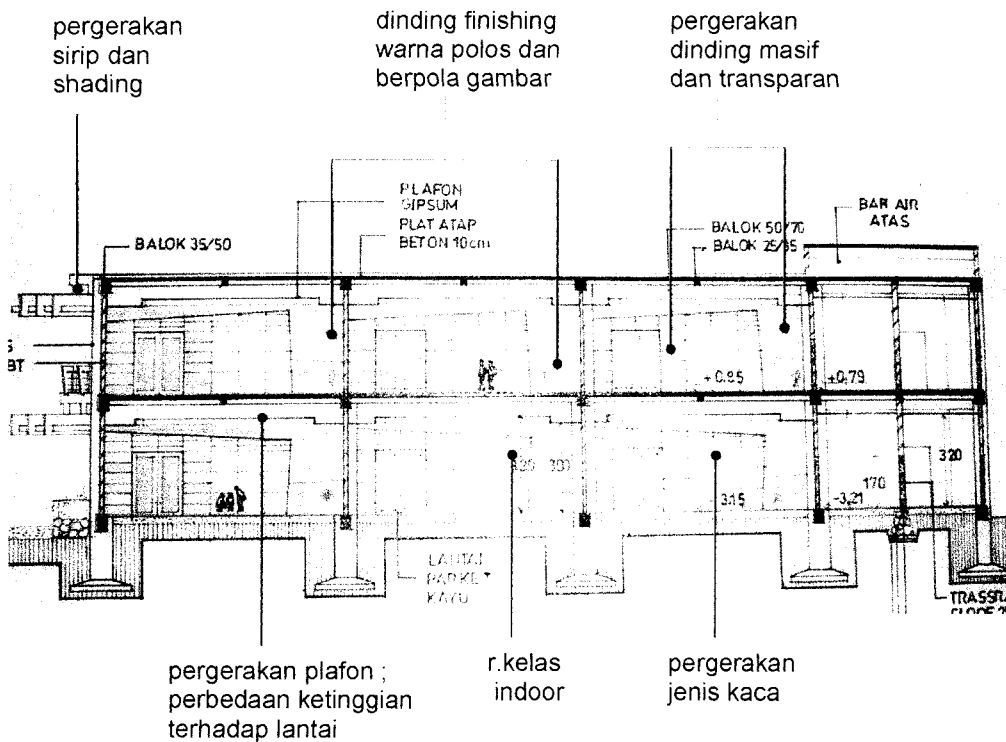 pergerakan
sirip dan
shading
dinding finishing
warna polos dan
berpola gambar
pergerakan
dinding masif
dan transparan
PLAFON
GIPSUM
PLAT ATAP
BETON 10cm
BALOK 35/50
BALOK 50/70
BALOK 25/35
BAK AIR
ATAS
BT
+ 0.85
±0.79
320
170
3.15
-3.21
LANTAI
PARKET
KAYU
pergerakan plafon ;
perbedaan ketinggian
terhadap lantai
r.kelas
indoor
pergerakan
jenis kaca